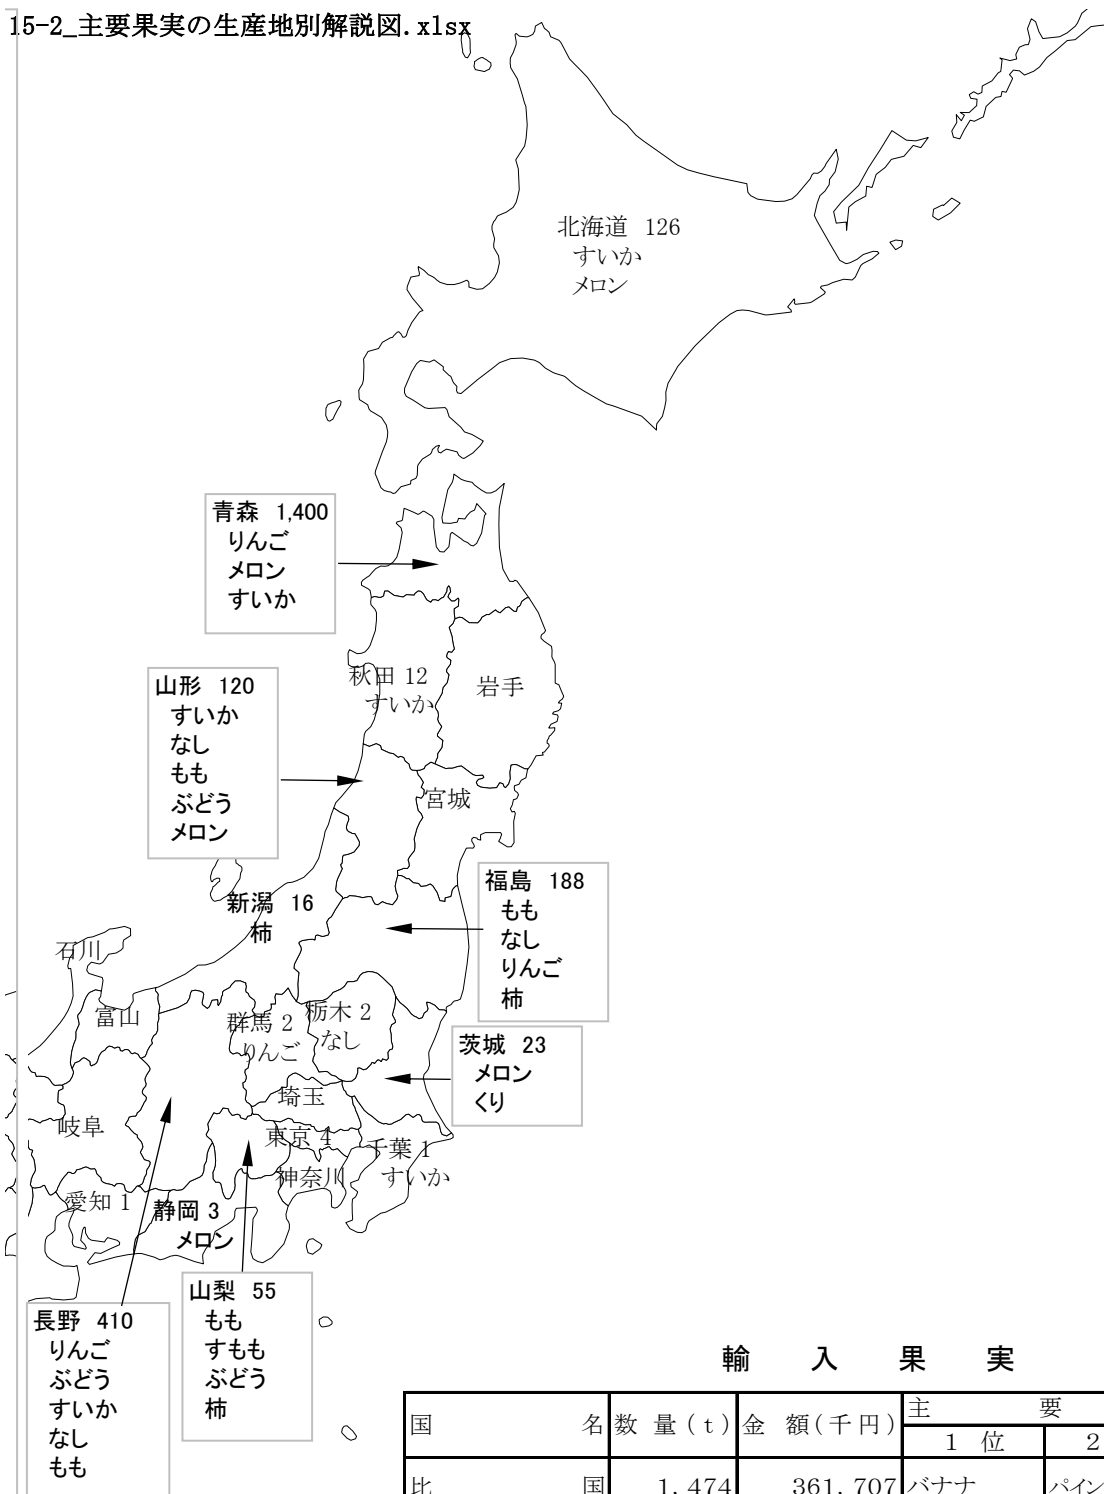 15-2_主要果実の生産地別解説図.xlsx
北海道 126
すいか
メロン
青森 1,400
りんご
メロン
すいか
秋田 12
すいか
岩手
山形 120
すいか
なし
もも
ぶどう
メロン
宮城
福島 188
もも
なし
りんご
柿
新潟 16
柿
石川
富山
群馬 2
りんご
栃木 2
なし
茨城 23
メロン
くり
埼玉
岐阜
東京 4
千葉 1
すいか
神奈川
愛知 1
静岡 3
メロン
山梨 55
もも
すもも
ぶどう
柿
長野 410
りんご
ぶどう
すいか
なし
もも
輸入果実
国名 数量(t) 金額(千円) 主要
1位 2
比国 1,474 361,707 バナナ パイン